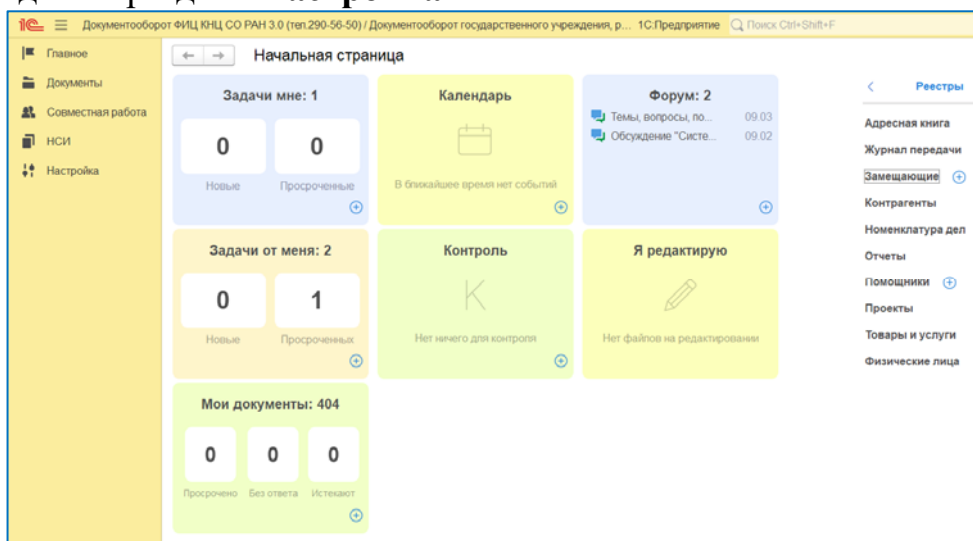 1С Документооборот ФИЦ КНЦ СО РАН 3.0 (тел.290-56-50) / Документооборот государственного учреждения, р... 1С:Предприятие Поиск Ctrl+Shift+F
Главное
Документы
Совместная работа
НСИ
Настройка
Начальная страница
Задачи мне: 1
0 0
Новые Просроченные
Календарь
В ближайшее время нет событий
Форум: 2
Темы, вопросы, по... 09.03
Обсуждение "Систе... 09.02
Задачи от меня: 2
0 1
Новые Просроченных
Контроль
K
Нет ничего для контроля
Я редактирую
Нет файлов на редактировании
Мои документы: 404
0 0 0
Просрочено Без ответа Истекают
Реестры
Адресная книга
Журнал передачи
Замещающие
Контрагенты
Номенклатура дел
Отчеты
Помощники
Проекты
Товары и услуги
Физические лица